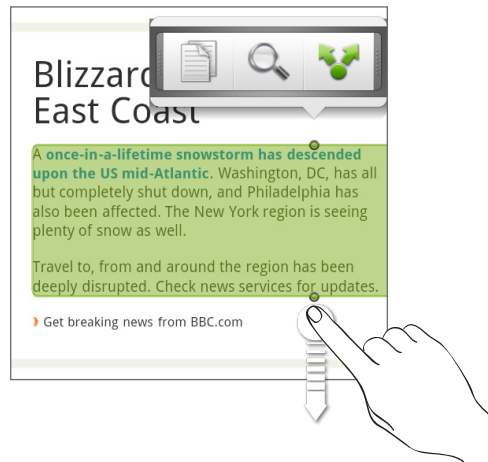 Blizzard
East Coast
A once-in-a-lifetime snowstorm has descended
upon the US mid-Atlantic. Washington, DC, has all
but completely shut down, and Philadelphia has
also been affected. The New York region is seeing
plenty of snow as well.
Travel to, from and around the region has been
deeply disrupted. Check news services for updates.
Get breaking news from BBC.com